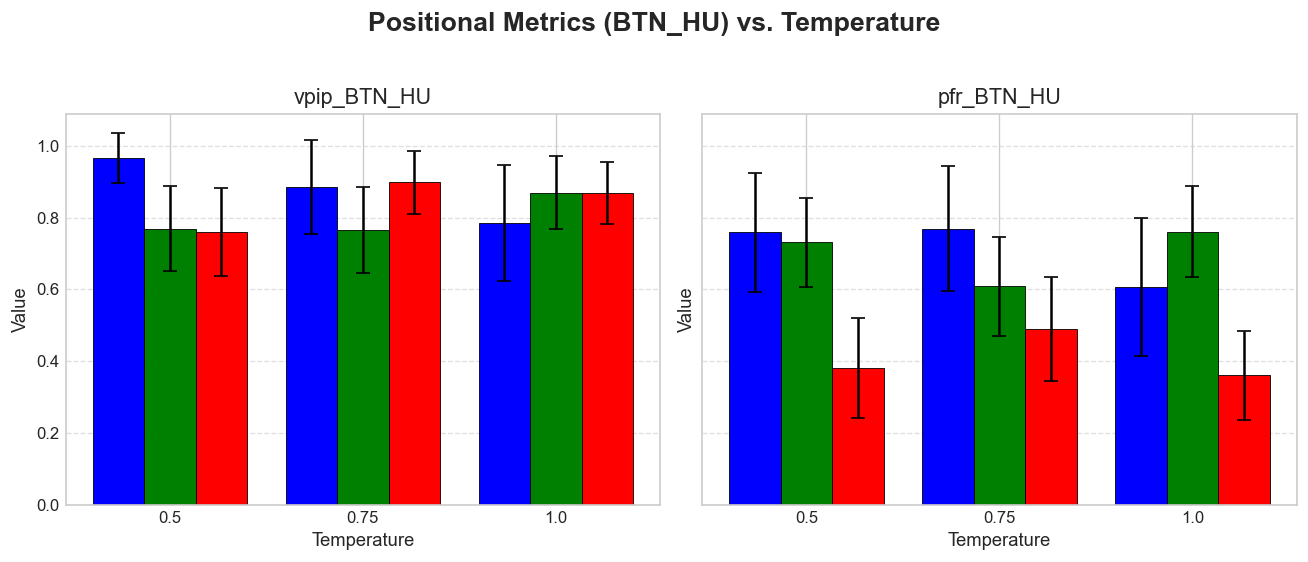 Positional Metrics (BTN_HU) vs. Temperature
vpip_BTN_HU
Value
1.0
0.8
0.6
0.4
0.2
0.0
0.5 0.75 1.0
Temperature
pfr_BTN_HU
Value
0.5 0.75 1.0
Temperature